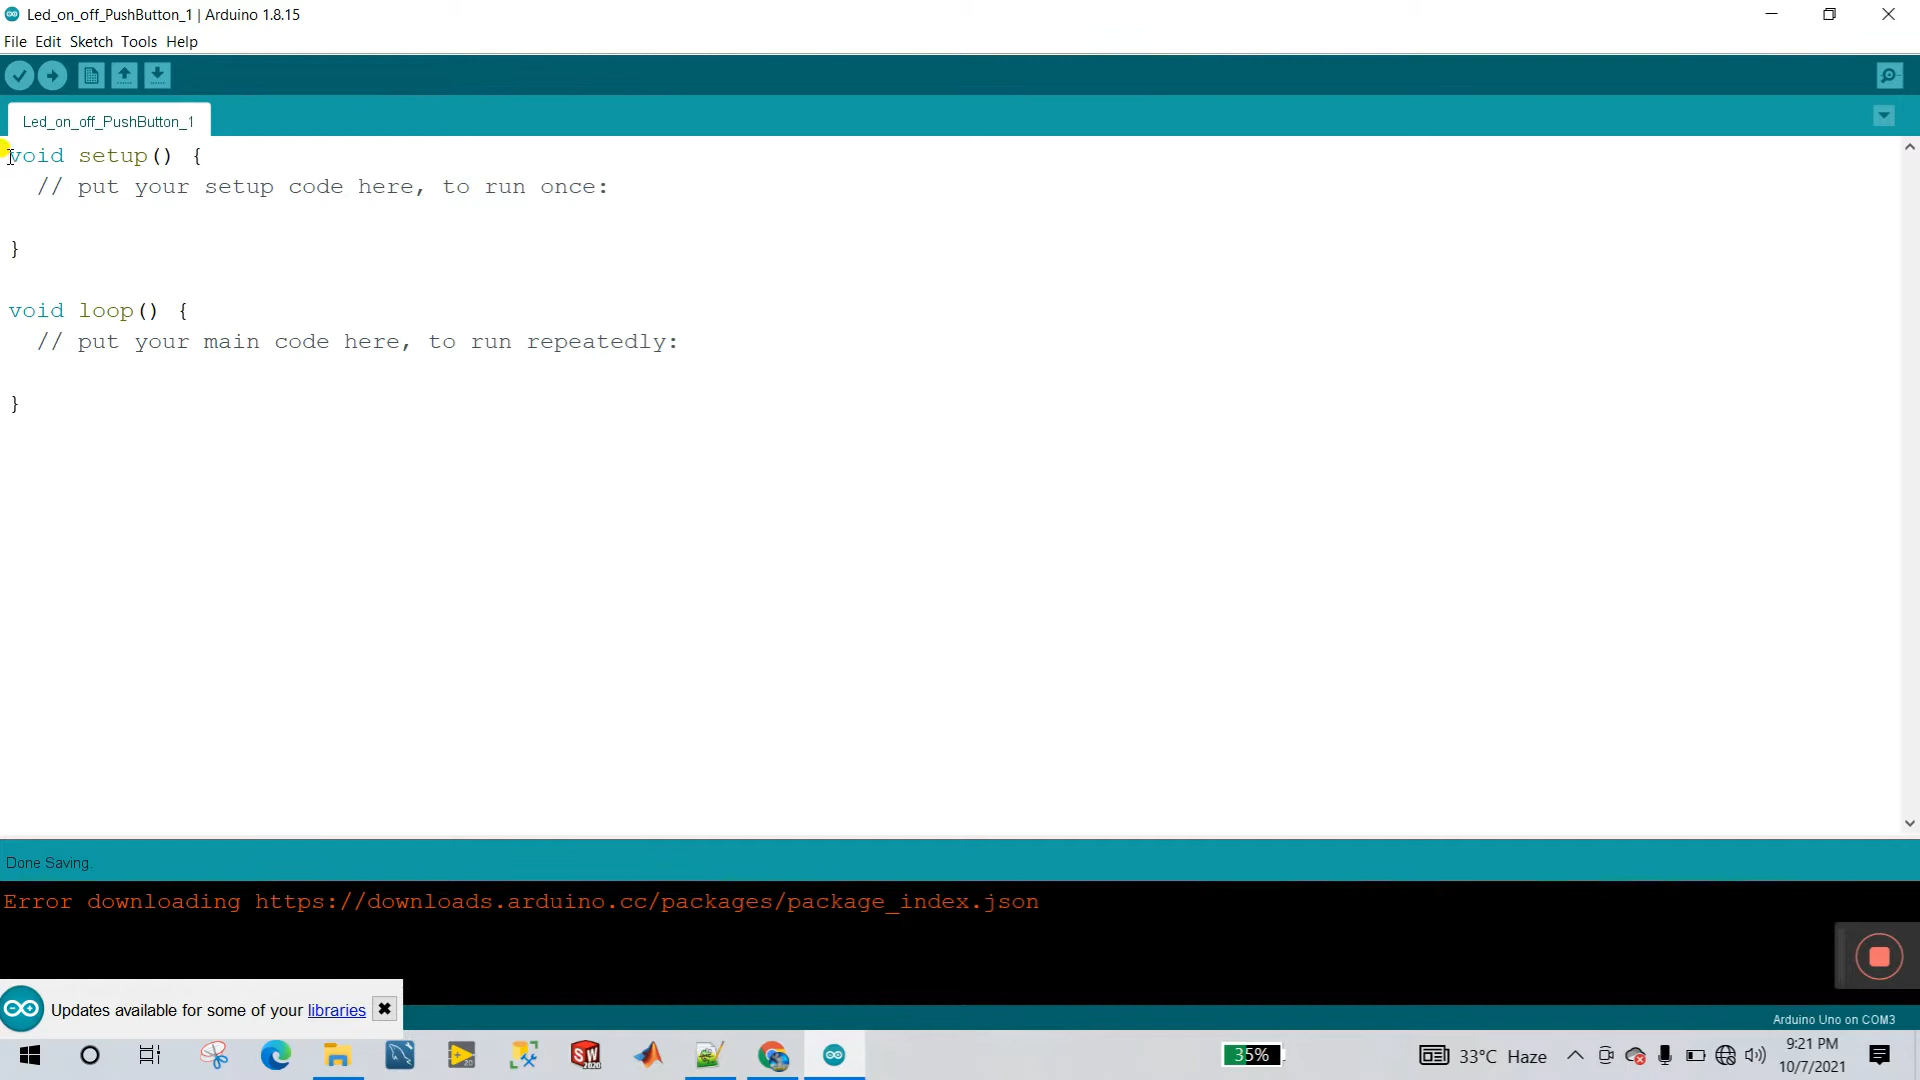 Led_on_off_PushButton_1 | Arduino 1.8.15
File Edit Sketch Tools Help
Led_on_off_PushButton_1
void setup() {
  // put your setup code here, to run once:
}
void loop() {
  // put your main code here, to run repeatedly:
}
Done Saving.
Error downloading https://downloads.arduino.cc/packages/package_index.json
Updates available for some of your libraries
Arduino Uno on COM3
35%
33°C Haze
9:21 PM
10/7/2021